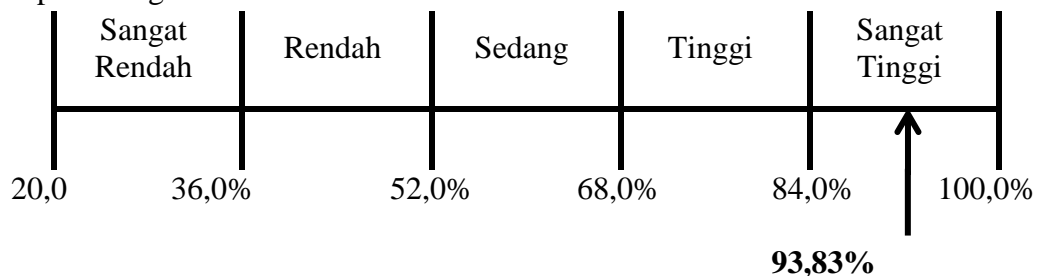 Sangat
Rendah
Rendah
Sedang
Tinggi
Sangat
Tinggi
20,0
36,0%
52,0%
68,0%
84,0%
100,0%
93,83%